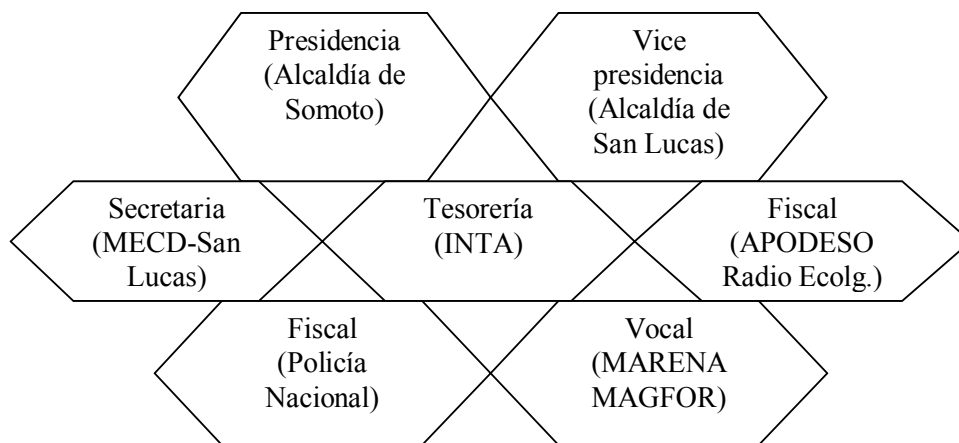 Presidencia
(Alcaldía de
Somoto)
Vice
presidencia
(Alcaldía de
San Lucas)
Secretaria
(MECD-San
Lucas)
Tesorería
(INTA)
Fiscal
(APODESO
Radio Ecolg.)
Fiscal
(Policía
Nacional)
Vocal
(MARENA
MAGFOR)